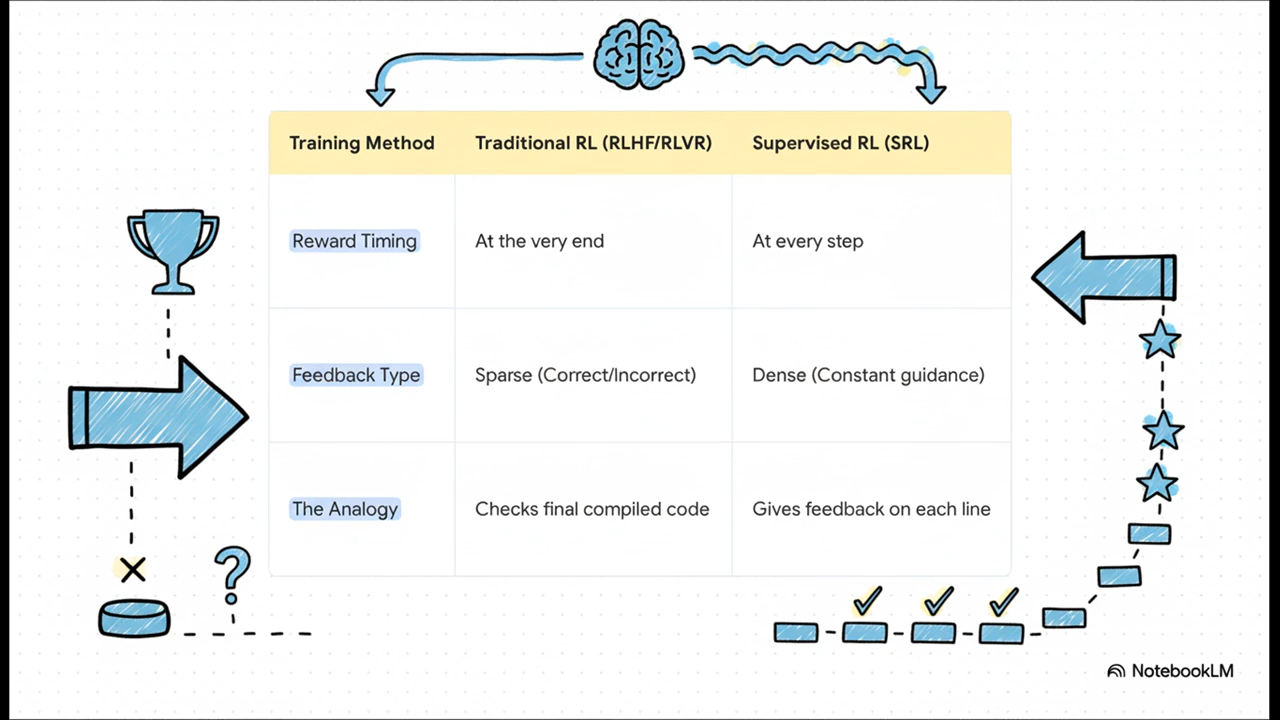 Training Method
Traditional RL (RLHF/RLVR)
Supervised RL (SRL)
Reward Timing
At the very end
At every step
Feedback Type
Sparse (Correct/Incorrect)
Dense (Constant guidance)
The Analogy
Checks final compiled code
Gives feedback on each line
?
NotebookLM